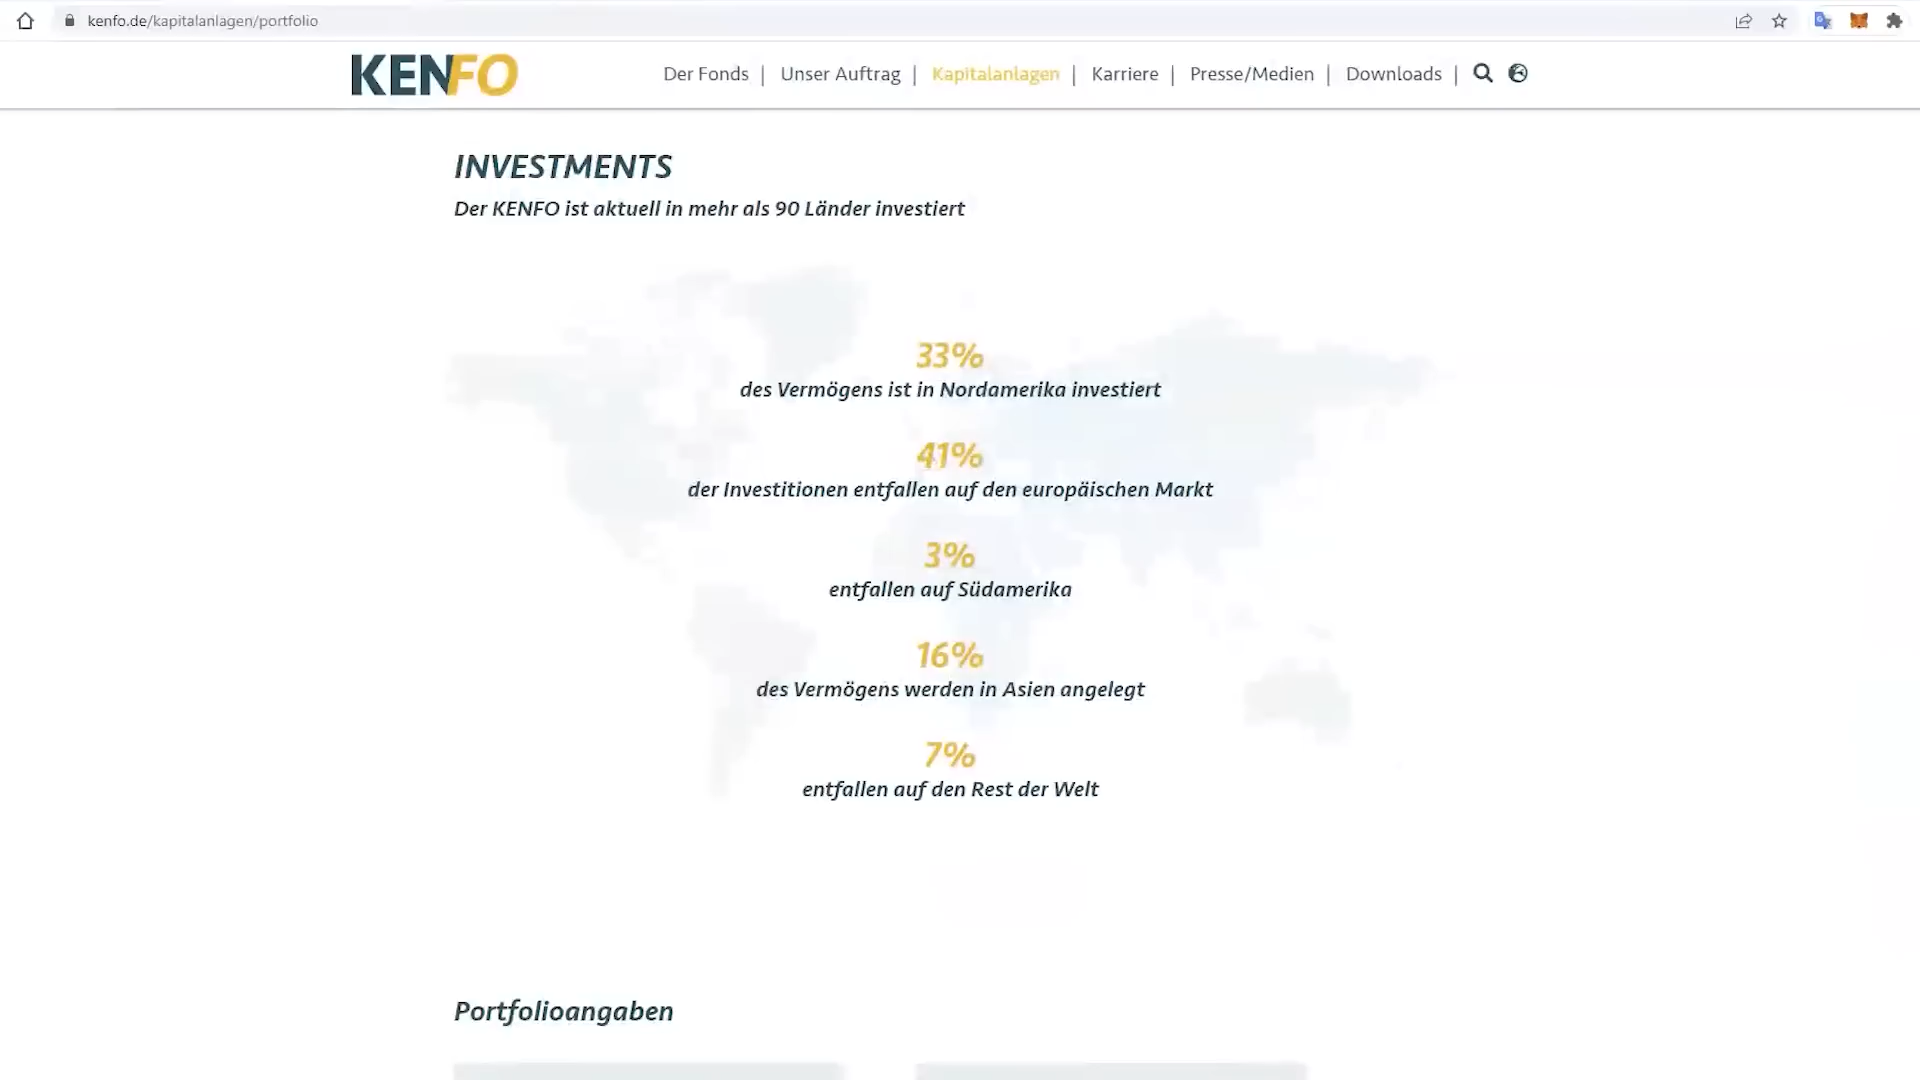 kenfo.de/kapitalanlagen/portfolio
KENFO
Der Fonds | Unser Auftrag | Kapitalanlagen | Karriere | Presse/Medien | Downloads |
INVESTMENTS
Der KENFO ist aktuell in mehr als 90 Länder investiert
33%
des Vermögens ist in Nordamerika investiert
41%
der Investitionen entfallen auf den europäischen Markt
3%
entfallen auf Südamerika
16%
des Vermögens werden in Asien angelegt
7%
entfallen auf den Rest der Welt
Portfolioangaben